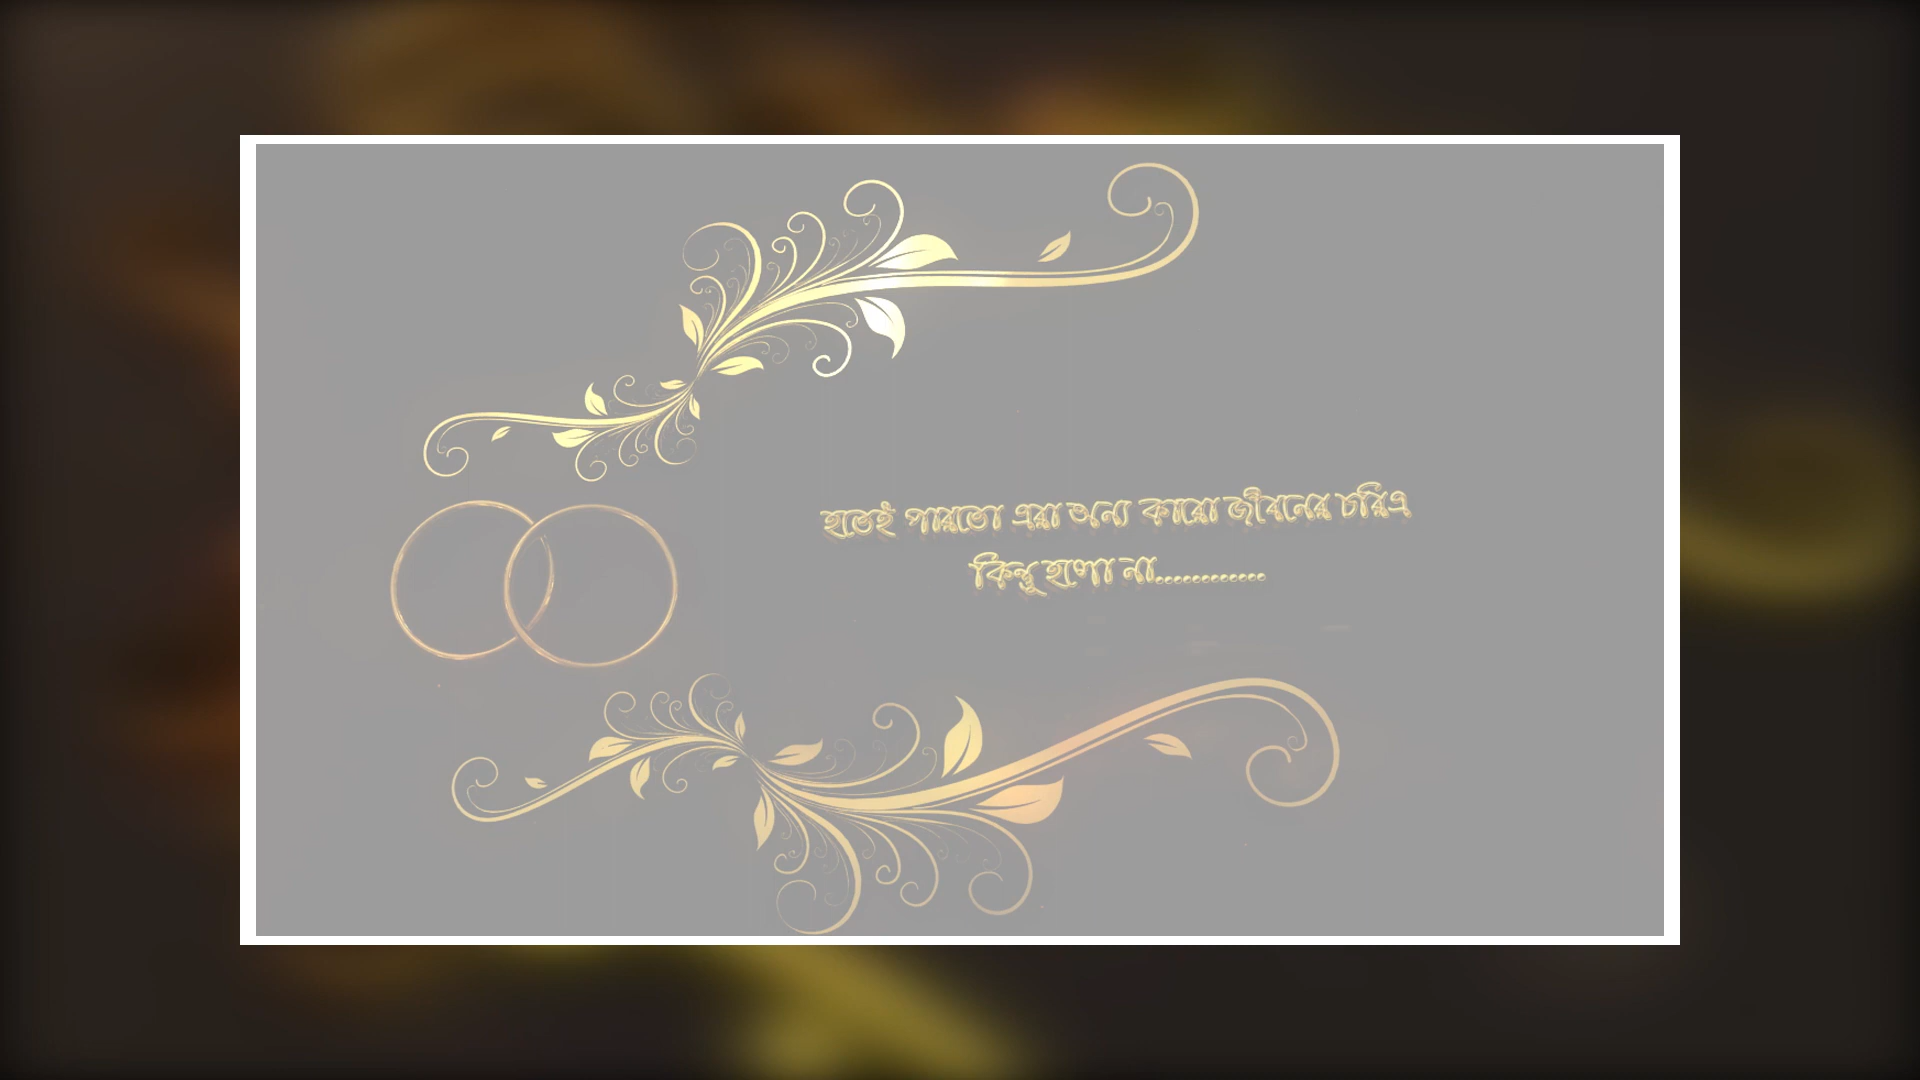 হতেই পারতো এরা অন্যে কারো জীবনের চরিএ
কিন্তু হলো না............